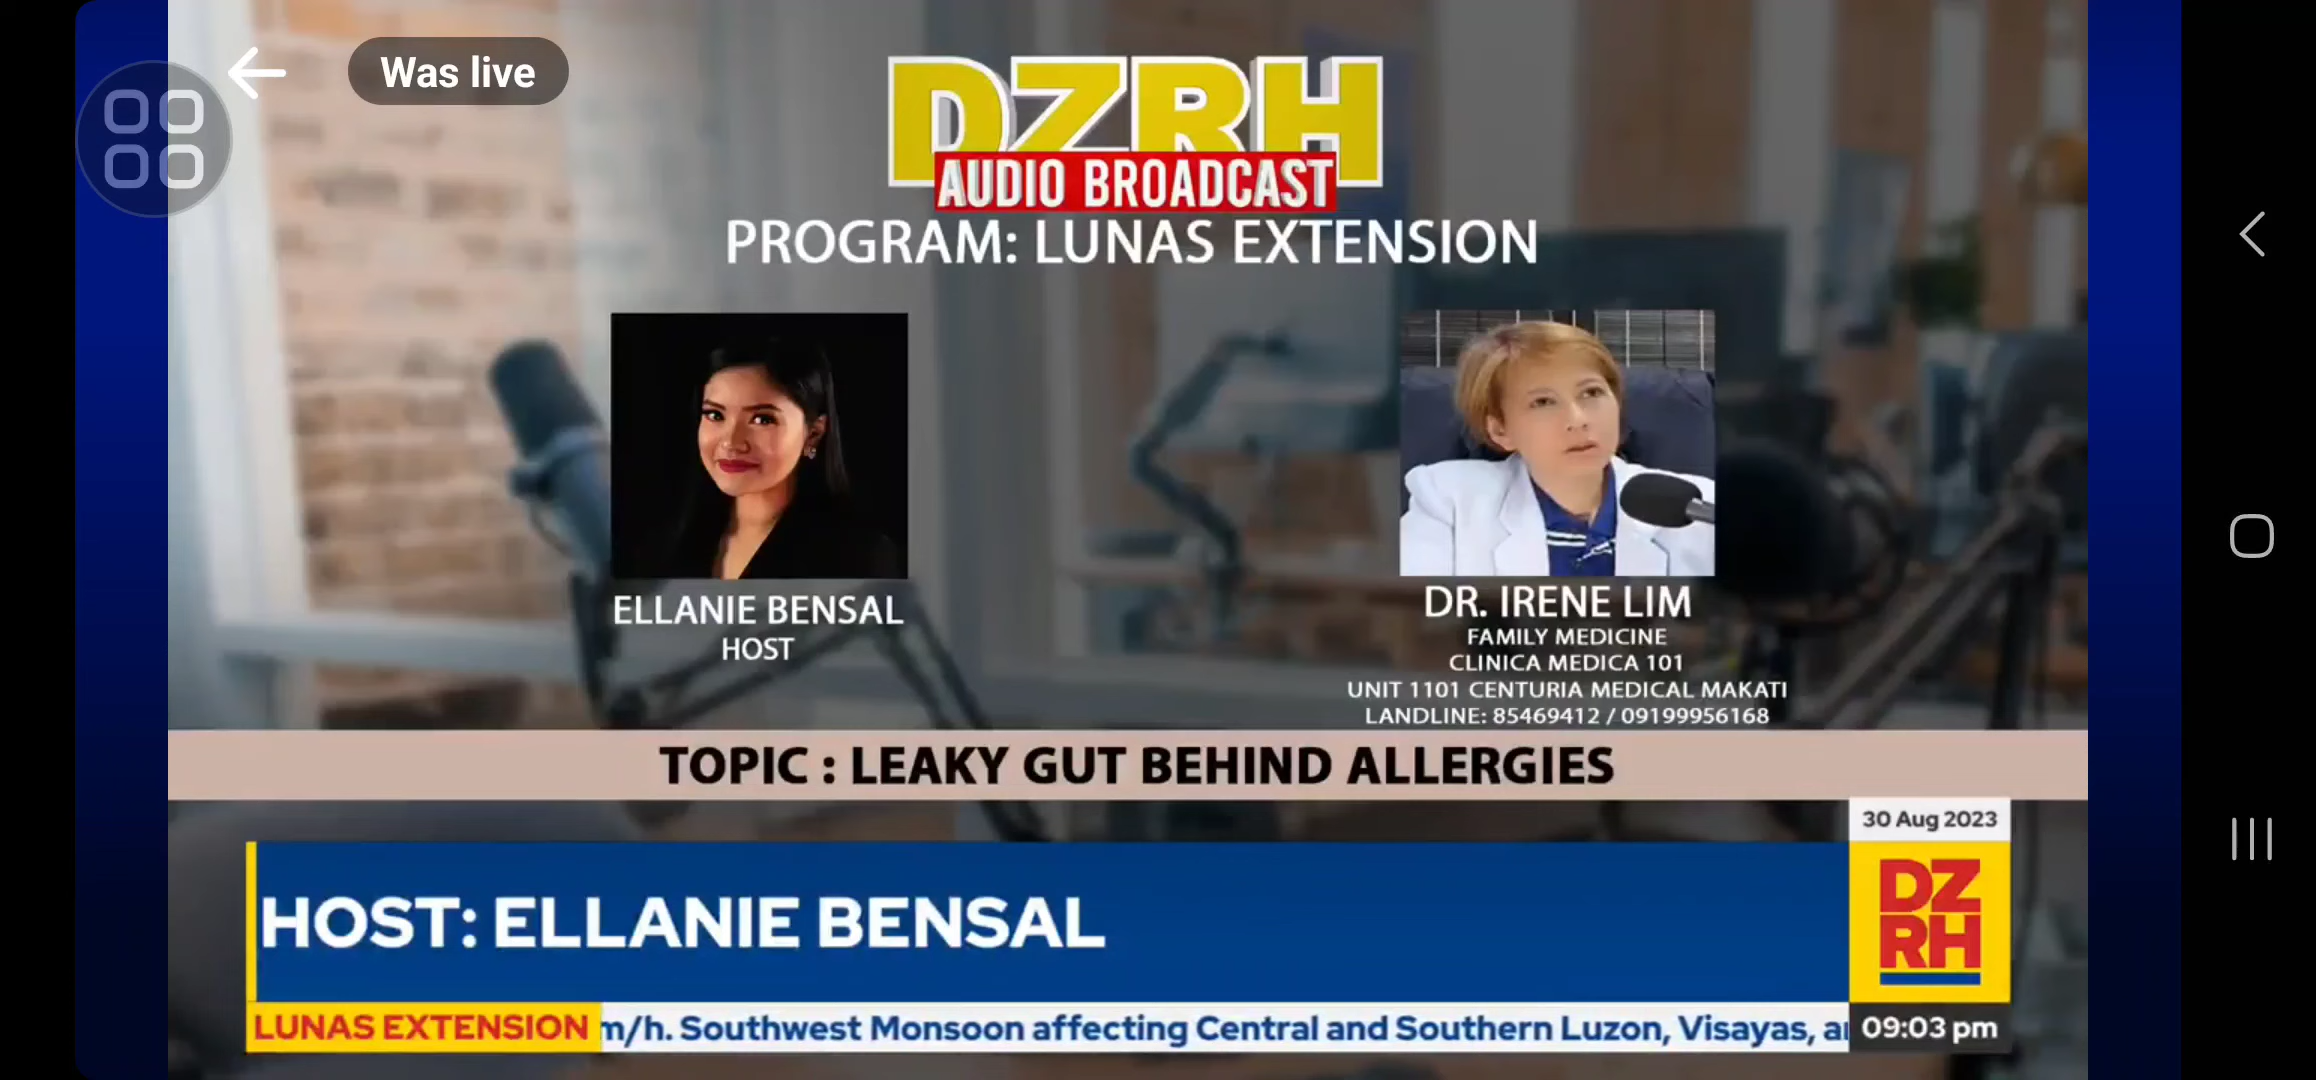 Was live
DZRH
AUDIO BROADCAST
PROGRAM: LUNAS EXTENSION
ELLANIE BENSAL
HOST
DR. IRENE LIM
FAMILY MEDICINE
CLINICA MEDICA 101
UNIT 1101 CENTURIA MEDICAL MAKATI
LANDLINE: 85469412 / 09199956168
TOPIC : LEAKY GUT BEHIND ALLERGIES
30 Aug 2023
HOST: ELLANIE BENSAL
DZ
RH
LUNAS EXTENSION
m/h. Southwest Monsoon affecting Central and Southern Luzon, Visayas,
09:03 pm